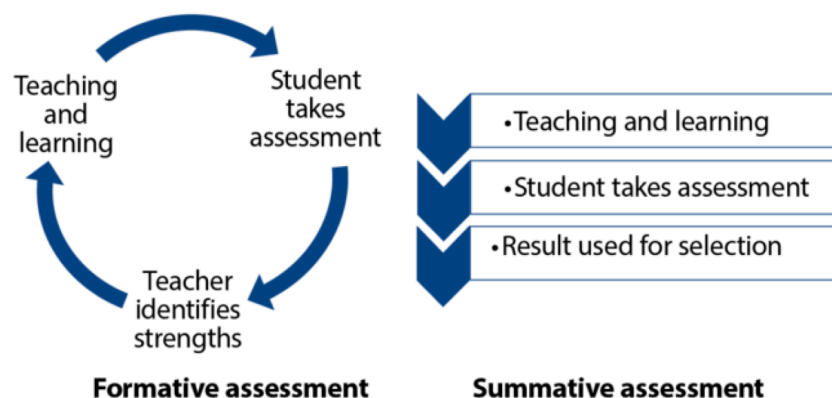 Teaching
and
learning
Student
takes
assessment
Teacher
identifies
strengths
Formative assessment
•Teaching and learning
•Student takes assessment
•Result used for selection
Summative assessment